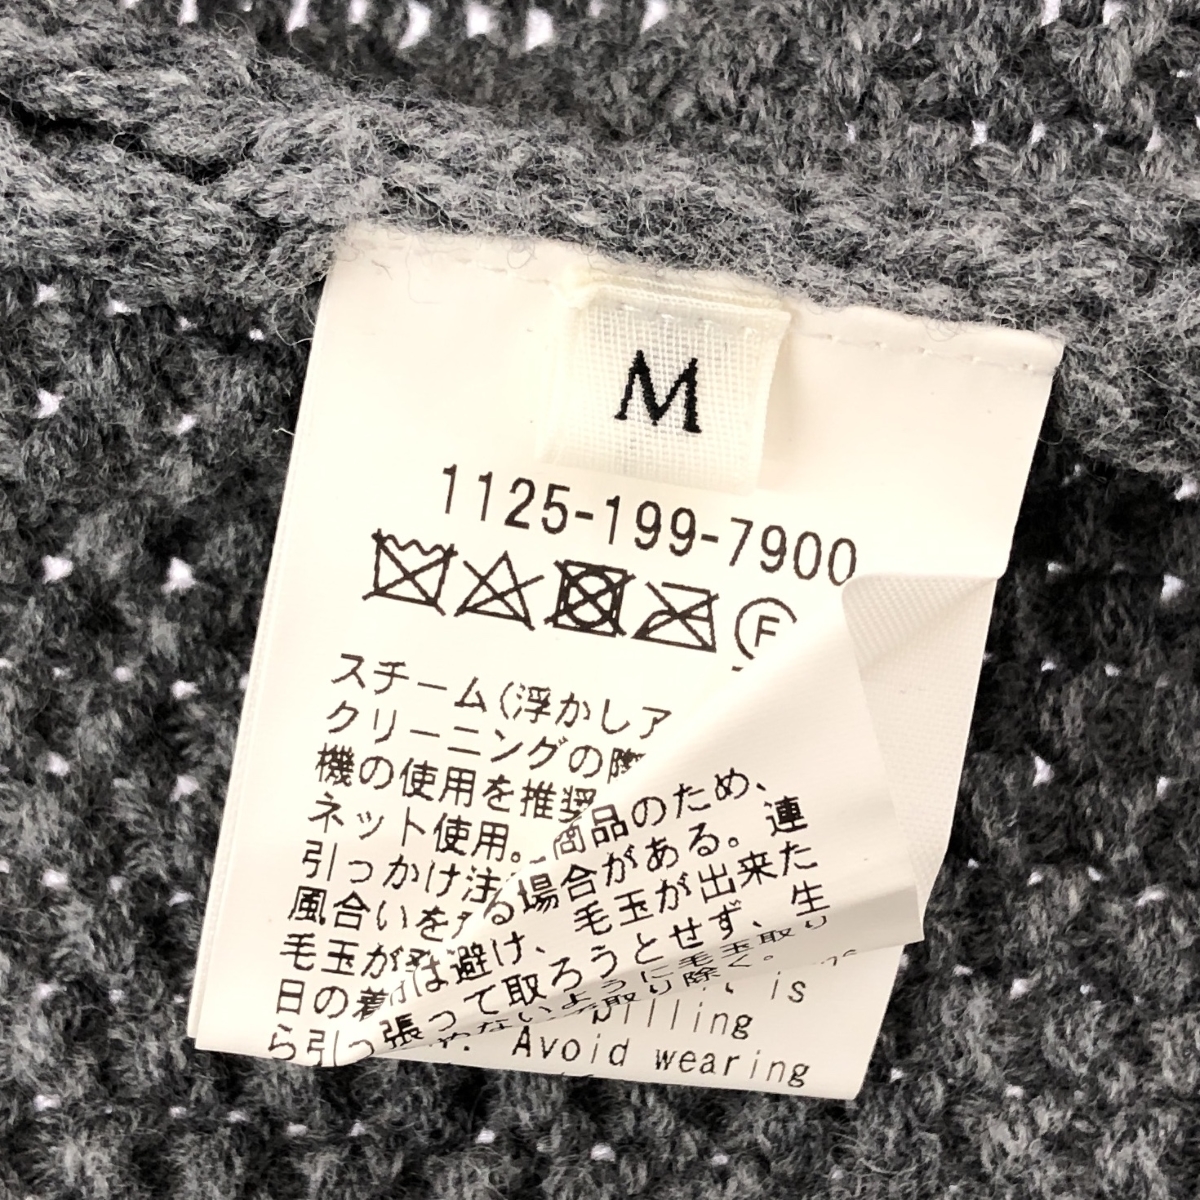 M
1125-199-7900
F
スチーム(浮かしア
クリーニングの際
機の使用を推奨
ネット使用。
引っかけ注
風合いを
毛玉が
日の着
ら引っ
商品のため、
る場合がある。連
毛玉が出来た
は避け、
張って取ろうとせず、生
ように毛玉取り
取り除く。
is
pilling
Avoid wearing